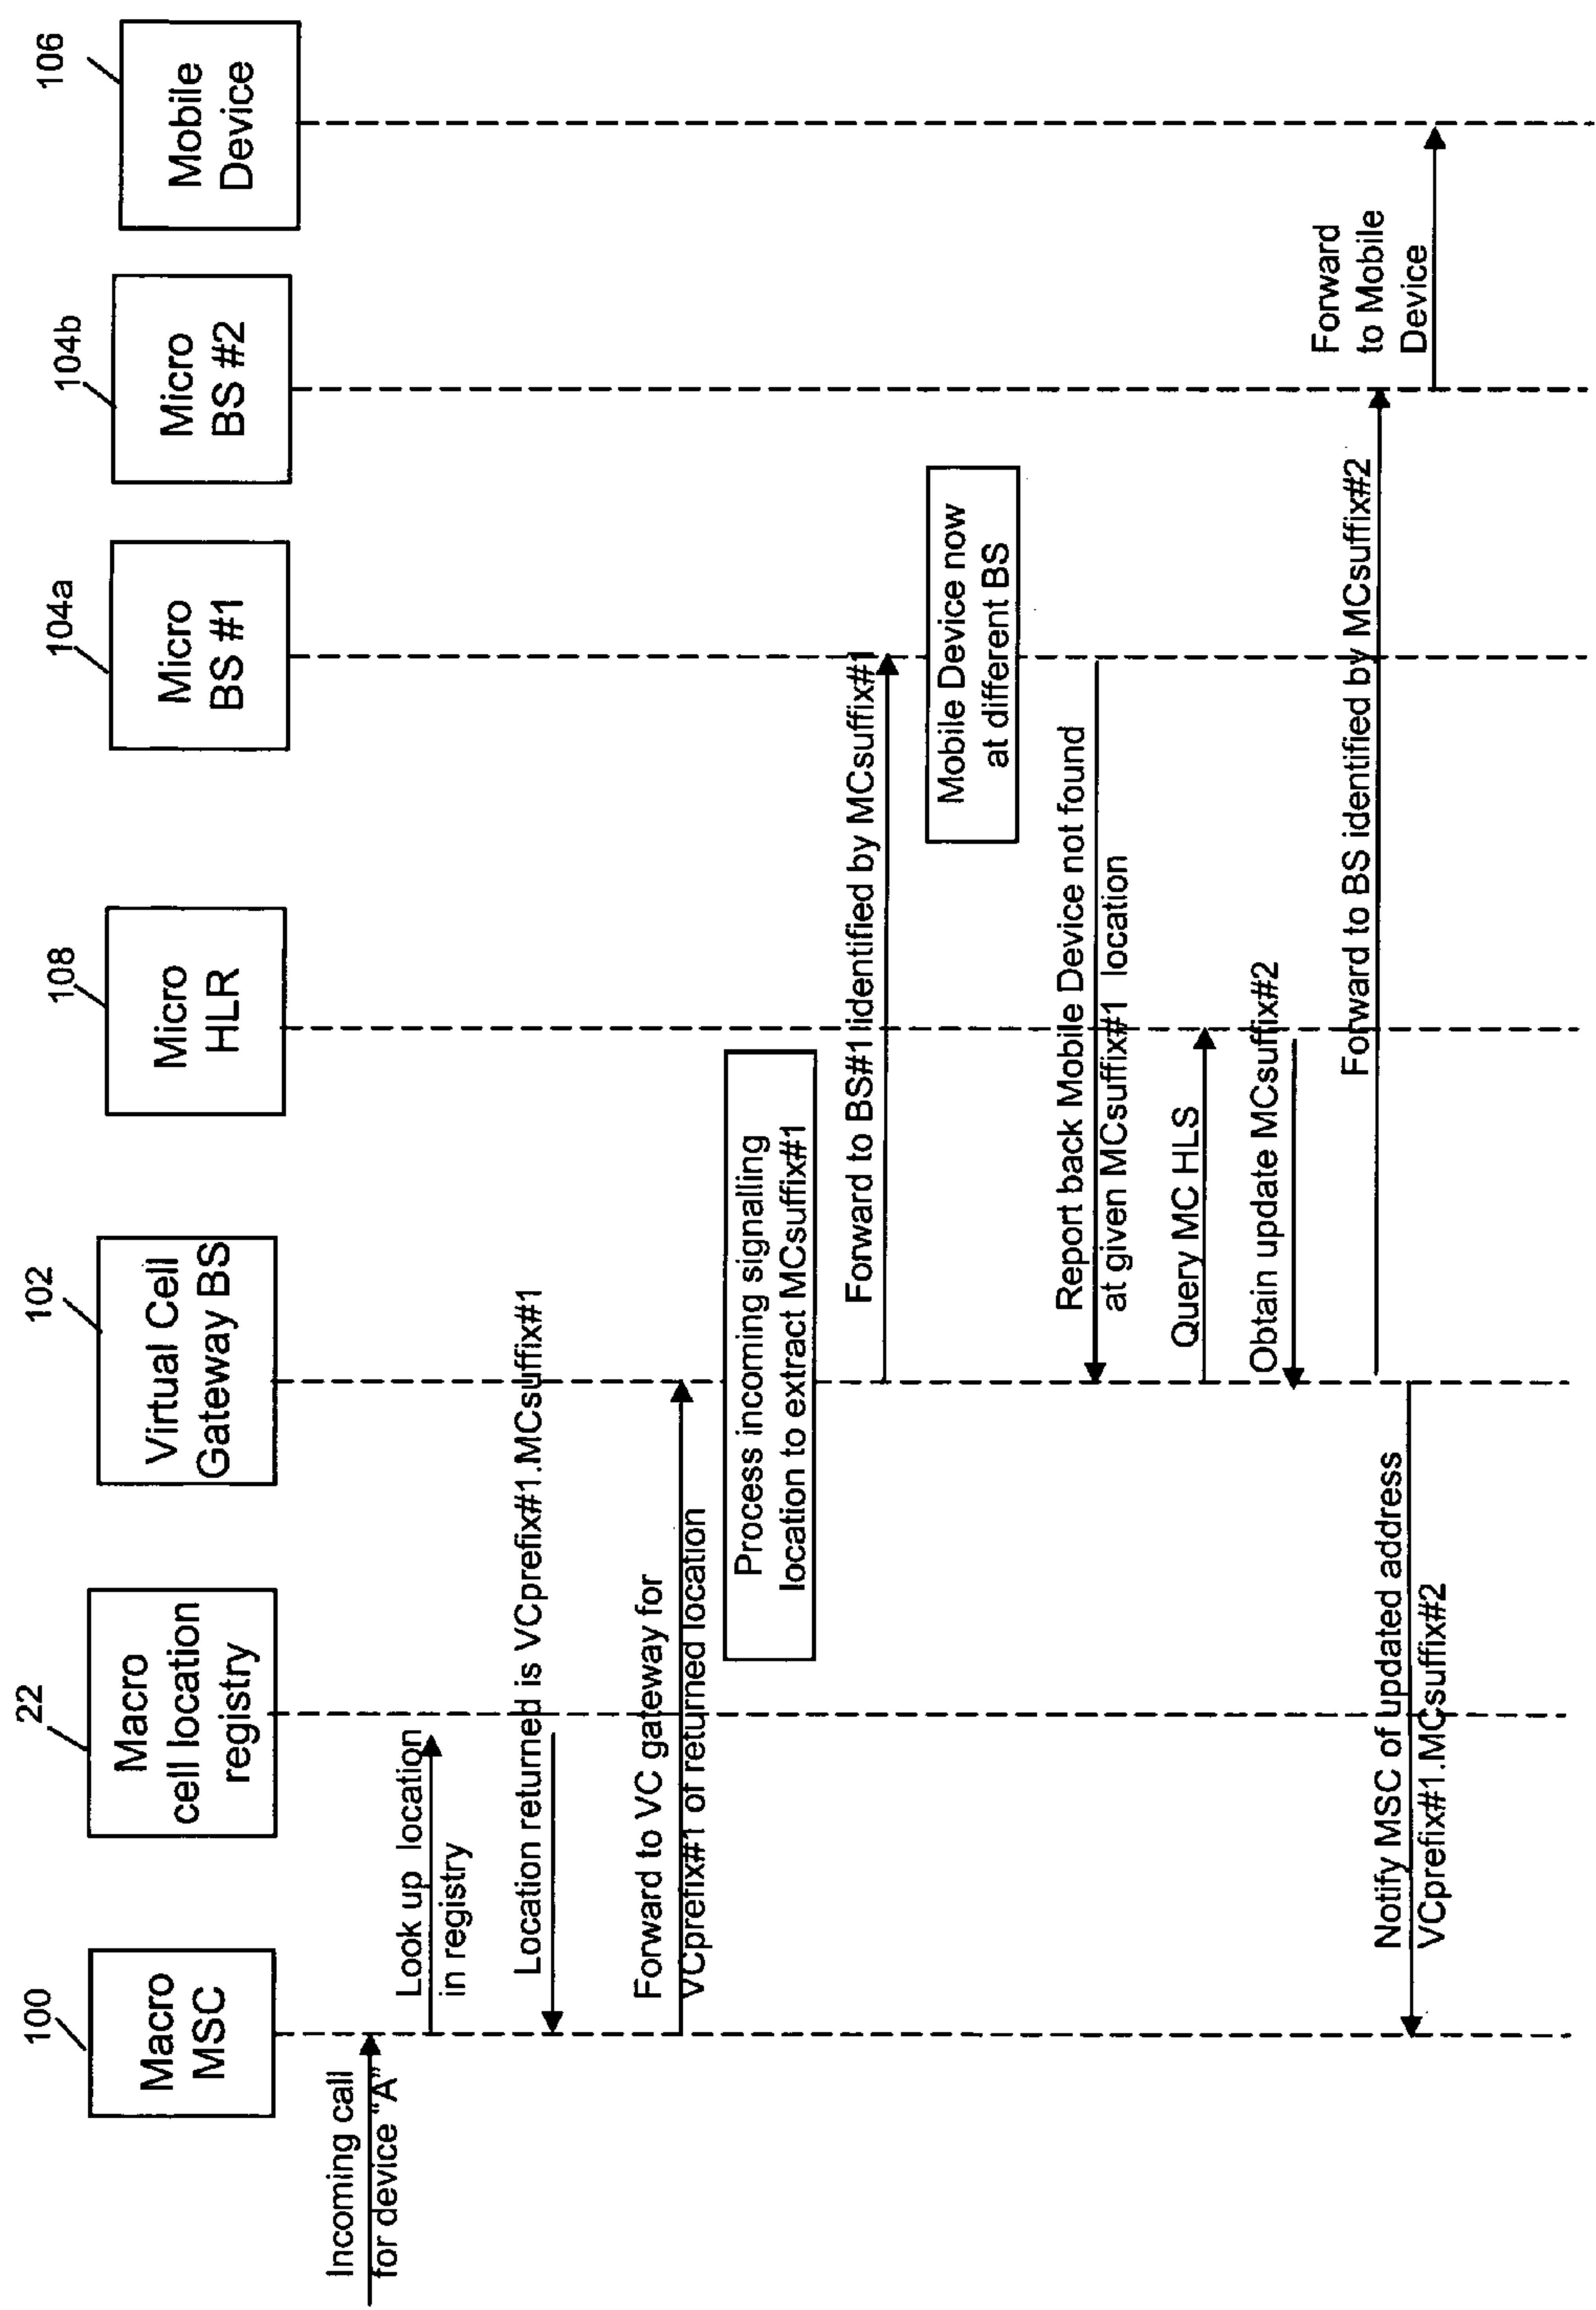 100
Macro
MSC
22
Macro
cell location
registry
102
Virtual Cell
Gateway BS
108
Micro
HLR
104a
Micro
BS #1
104b
Micro
BS #2
106
Mobile
Device
Incoming call
for device “A”
Look up location
in registry
Location returned is VCprefix#1.MCsuffix#1
Forward to VC gateway for
VCprefix#1 of returned location
Process incoming signalling
location to extract MCsuffix#1
Forward to BS#1 identified by MCsuffix#1
Mobile Device now
at different BS
Report back Mobile Device not found
at given MCsuffix#1 location
Query MC HLS
Obtain update MCsuffix#2
Forward to BS identified by MCsuffix#2
Notify MSC of updated address
VCprefix#1.MCsuffix#2
Forward
to Mobile
Device